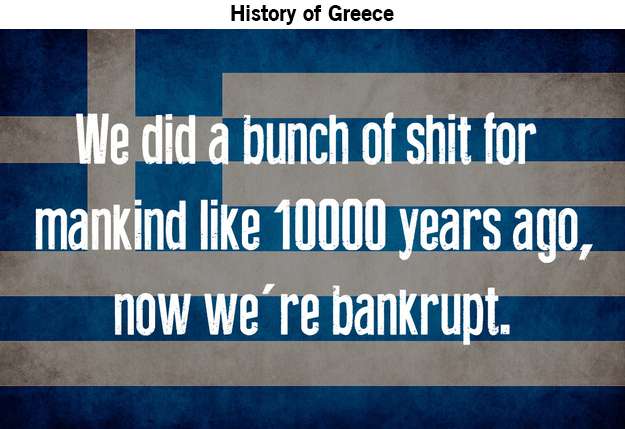 History of Greece
We did a bunch of shit for
mankind like 10000 years ago,
now we´re bankrupt.